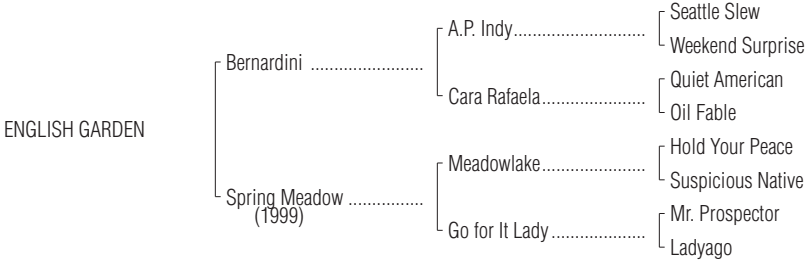 Seattle Slew
A.P. Indy............................
Weekend Surprise
Bernardini ........................
Quiet American
Cara Rafaela......................
Oil Fable
ENGLISH GARDEN
Hold Your Peace
Meadowlake......................
Suspicious Native
Spring Meadow ................
(1999)
Mr. Prospector
Go for It Lady ....................
Ladyago